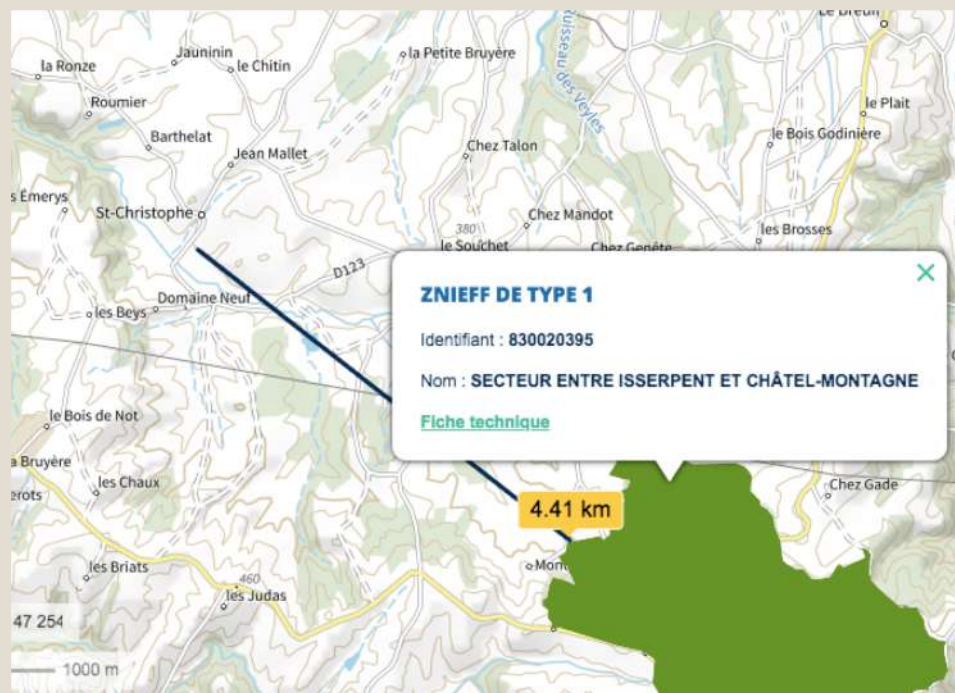 Le Breuil
Jauninin
la Petite Bruyère
la Ronze
le Chitin
Ruisseau des Veyles
Roumier
le Plait
Barthelat
le Bois Godinière
Chez Talon
Jean Mallet
s Émerys
St-Christophe
380
Chez Mandot
le Souchet
Chez Genête
les Brosses
D123
ZNIEFF DE TYPE 1
Domaine Neuf
les Beys
Identifiant : 830020395
Nom : SECTEUR ENTRE ISSERPENT ET CHÂTEL-MONTAGNE
le Bois de Not
Fiche technique
a Bruyère
erots
les Chaux
Chez Gade
4.41 km
les Briats
460
les Judas
47 254
1000 m